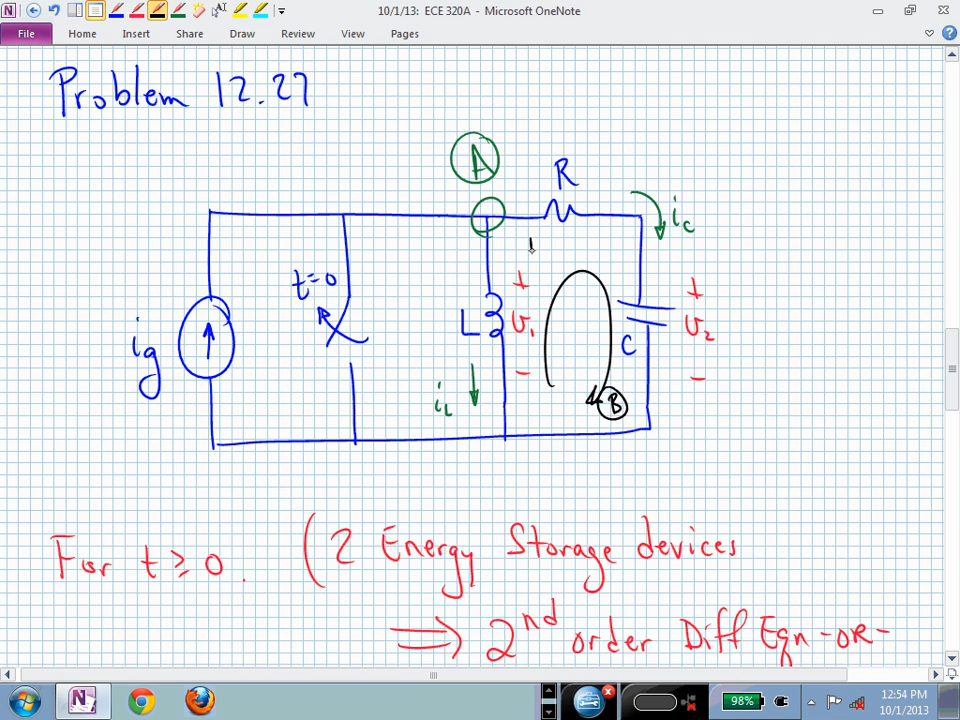 10/1/13: ECE 320A - Microsoft OneNote
File Home Insert Share Draw Review View Pages
Problem 12.27
A
R
ic
t=0
+
+
L
v1
C
v2
ig
-
-
iL
B
For t ≥ 0. (2 Energy Storage devices
⟹ 2nd order Diff Eqn -OR-
98%
12:54 PM
10/1/2013